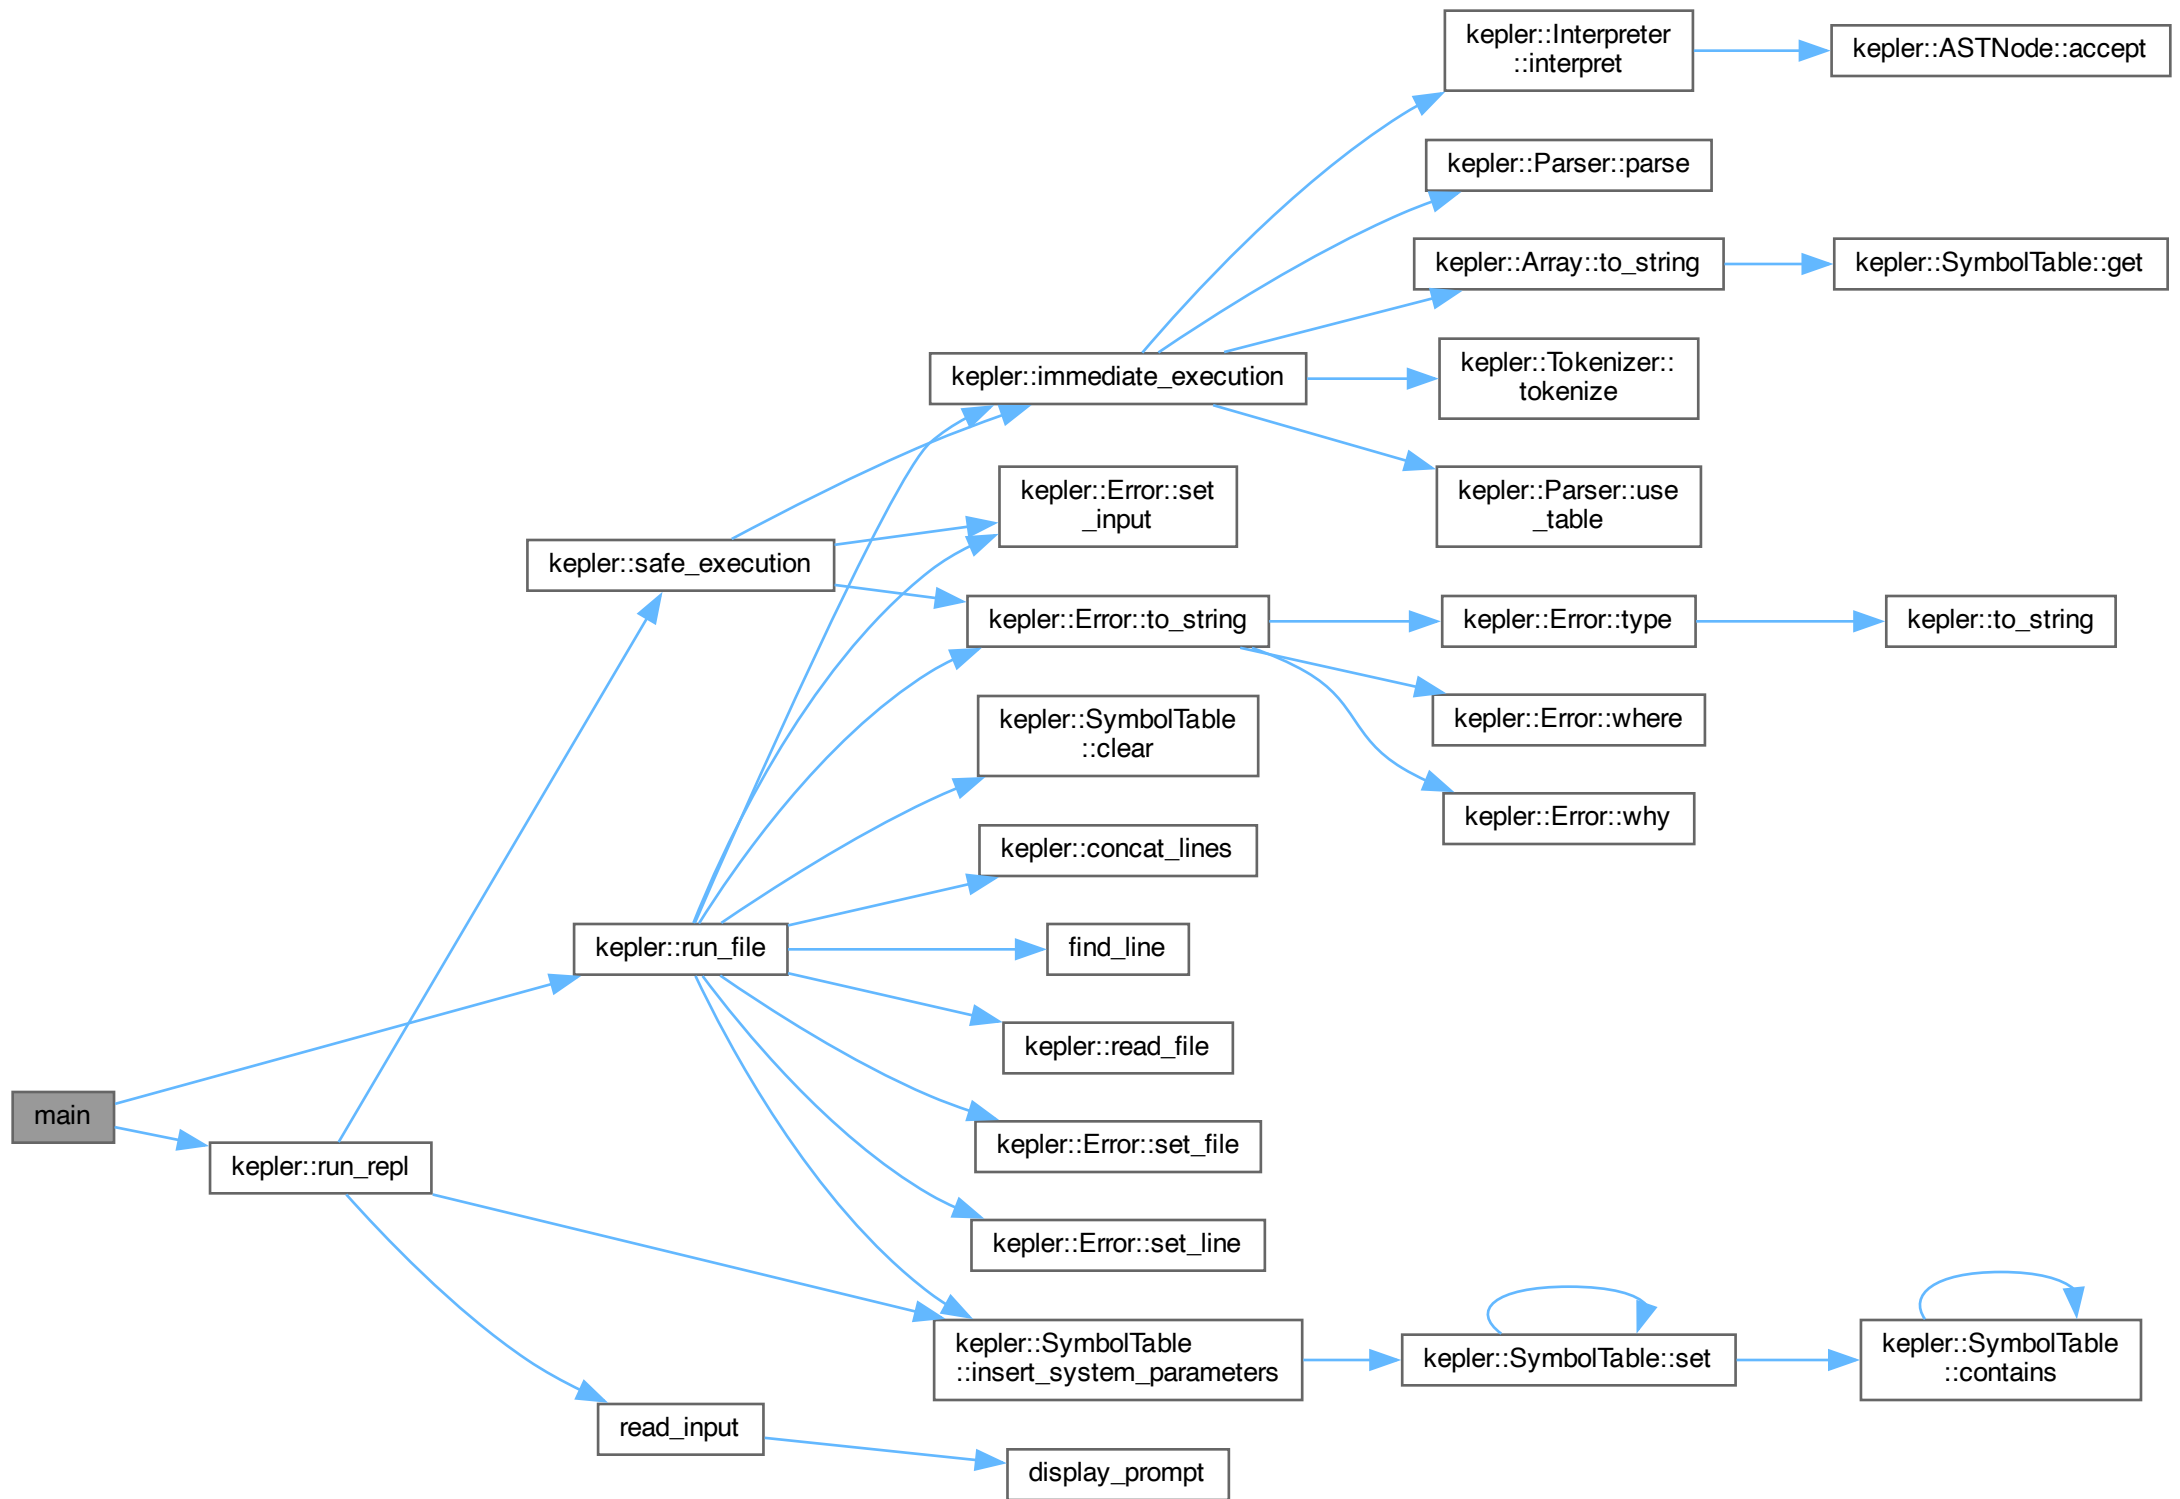 kepler::Interpreter
::interpret
kepler::ASTNode::accept
kepler::Parser::parse
kepler::Array::to_string
kepler::SymbolTable::get
kepler::immediate_execution
kepler::Tokenizer::
tokenize
kepler::Parser::use
_table
kepler::Error::set
_input
kepler::safe_execution
kepler::Error::to_string
kepler::Error::type
kepler::to_string
kepler::Error::where
kepler::SymbolTable
::clear
kepler::Error::why
kepler::concat_lines
kepler::run_file
find_line
kepler::read_file
main
kepler::Error::set_file
kepler::run_repl
kepler::Error::set_line
kepler::SymbolTable
::insert_system_parameters
kepler::SymbolTable::set
kepler::SymbolTable
::contains
read_input
display_prompt